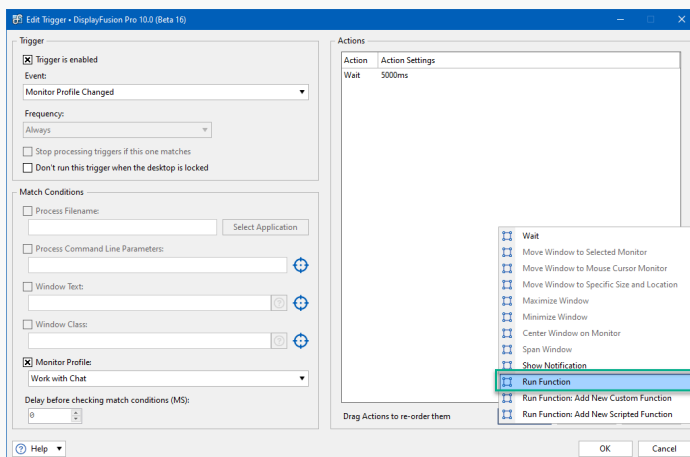 Edit Trigger • DisplayFusion Pro 10.0 (Beta 16)
Trigger
Trigger is enabled
Event:
Monitor Profile Changed
Frequency:
Always
Stop processing triggers if this one matches
Don't run this trigger when the desktop is locked
Match Conditions
Process Filename:
Select Application
Process Command Line Parameters:
Window Text:
Window Class:
Monitor Profile:
Work with Chat
Delay before checking match conditions (MS):
0
Help
Actions
Action Action Settings
Wait 5000ms
Wait
Move Window to Selected Monitor
Move Window to Mouse Cursor Monitor
Move Window to Specific Size and Location
Maximize Window
Minimize Window
Center Window on Monitor
Span Window
Show Notification
Run Function
Run Function: Add New Custom Function
Run Function: Add New Scripted Function
Drag Actions to re-order them
OK Cancel